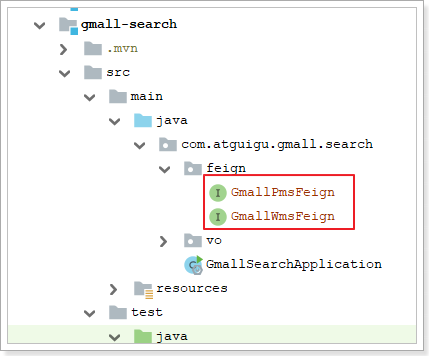 gmall-search
.mvn
src
main
java
com.atguigu.gmall.search
feign
GmallPmsFeign
GmallWmsFeign
vo
GmallSearchApplication
resources
test
java